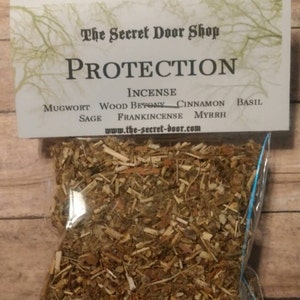 The Secret Door Shop
PROTECTION
INCENSE
MUGWORT WOOD BETONY CINNAMON BASIL
SAGE FRANKINCENSE MYRRH
www.the-secret-door.com